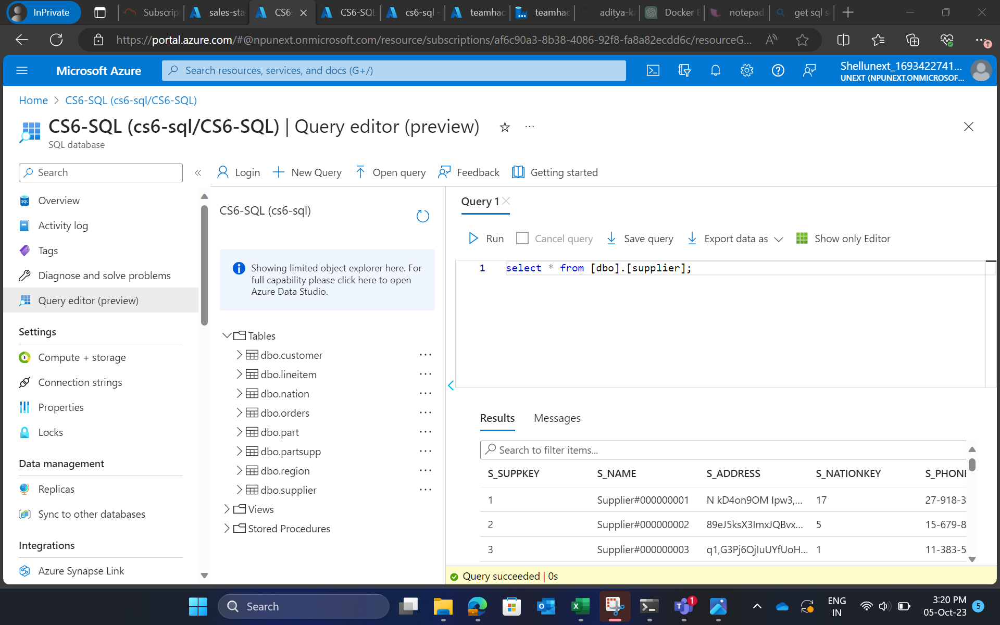 InPrivate
Subscrip
sales-sta
CS6-
CS6-SQL
cs6-sql -
teamhac
teamhac
aditya-ka
Docker E
notepad
get sql s
https://portal.azure.com/#@npunext.onmicrosoft.com/resource/subscriptions/af6c90a3-8b38-4086-92f8-fa8a82ecdd6c/resourceG...
Microsoft Azure
Search resources, services, and docs (G+/)
Shellunext_1693422741...
UNEXT (NPUNEXT.ONMICROSOF...
Home > CS6-SQL (cs6-sql/CS6-SQL)
CS6-SQL (cs6-sql/CS6-SQL) | Query editor (preview)
SQL database
Search
Login
New Query
Open query
Feedback
Getting started
Overview
Activity log
Tags
Diagnose and solve problems
Query editor (preview)
Settings
Compute + storage
Connection strings
Properties
Locks
Data management
Replicas
Sync to other databases
Integrations
Azure Synapse Link
CS6-SQL (cs6-sql)
Showing limited object explorer here. For
full capability please click here to open
Azure Data Studio.
Tables
dbo.customer
dbo.lineitem
dbo.nation
dbo.orders
dbo.part
dbo.partsupp
dbo.region
dbo.supplier
Views
Stored Procedures
Query 1
Run
Cancel query
Save query
Export data as
Show only Editor
1 select * from [dbo].[supplier];
Results
Messages
Search to filter items...
S_SUPPKEY S_NAME S_ADDRESS S_NATIONKEY S_PHONE
1 Supplier#000000001 N kD4on9OM Ipw3,... 17 27-918-3
2 Supplier#000000002 89eJ5ksX3ImxJQBvx... 5 15-679-8
3 Supplier#000000003 q1,G3Pj6OjIuUYfUoH... 1 11-383-5
Query succeeded | 0s
Search
1
ENG
IN
3:20 PM
05-Oct-23
5